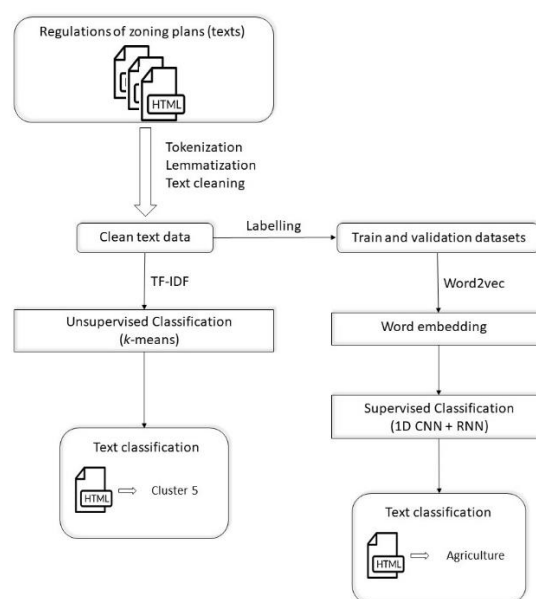 Regulations of zoning plans (texts)
HTML
Tokenization
Lemmatization
Text cleaning
Clean text data
Labelling
Train and validation datasets
TF-IDF
Word2vec
Unsupervised Classification
(k-means)
Word embedding
Supervised Classification
(1D CNN + RNN)
Text classification
HTML
Cluster 5
Text classification
HTML
Agriculture